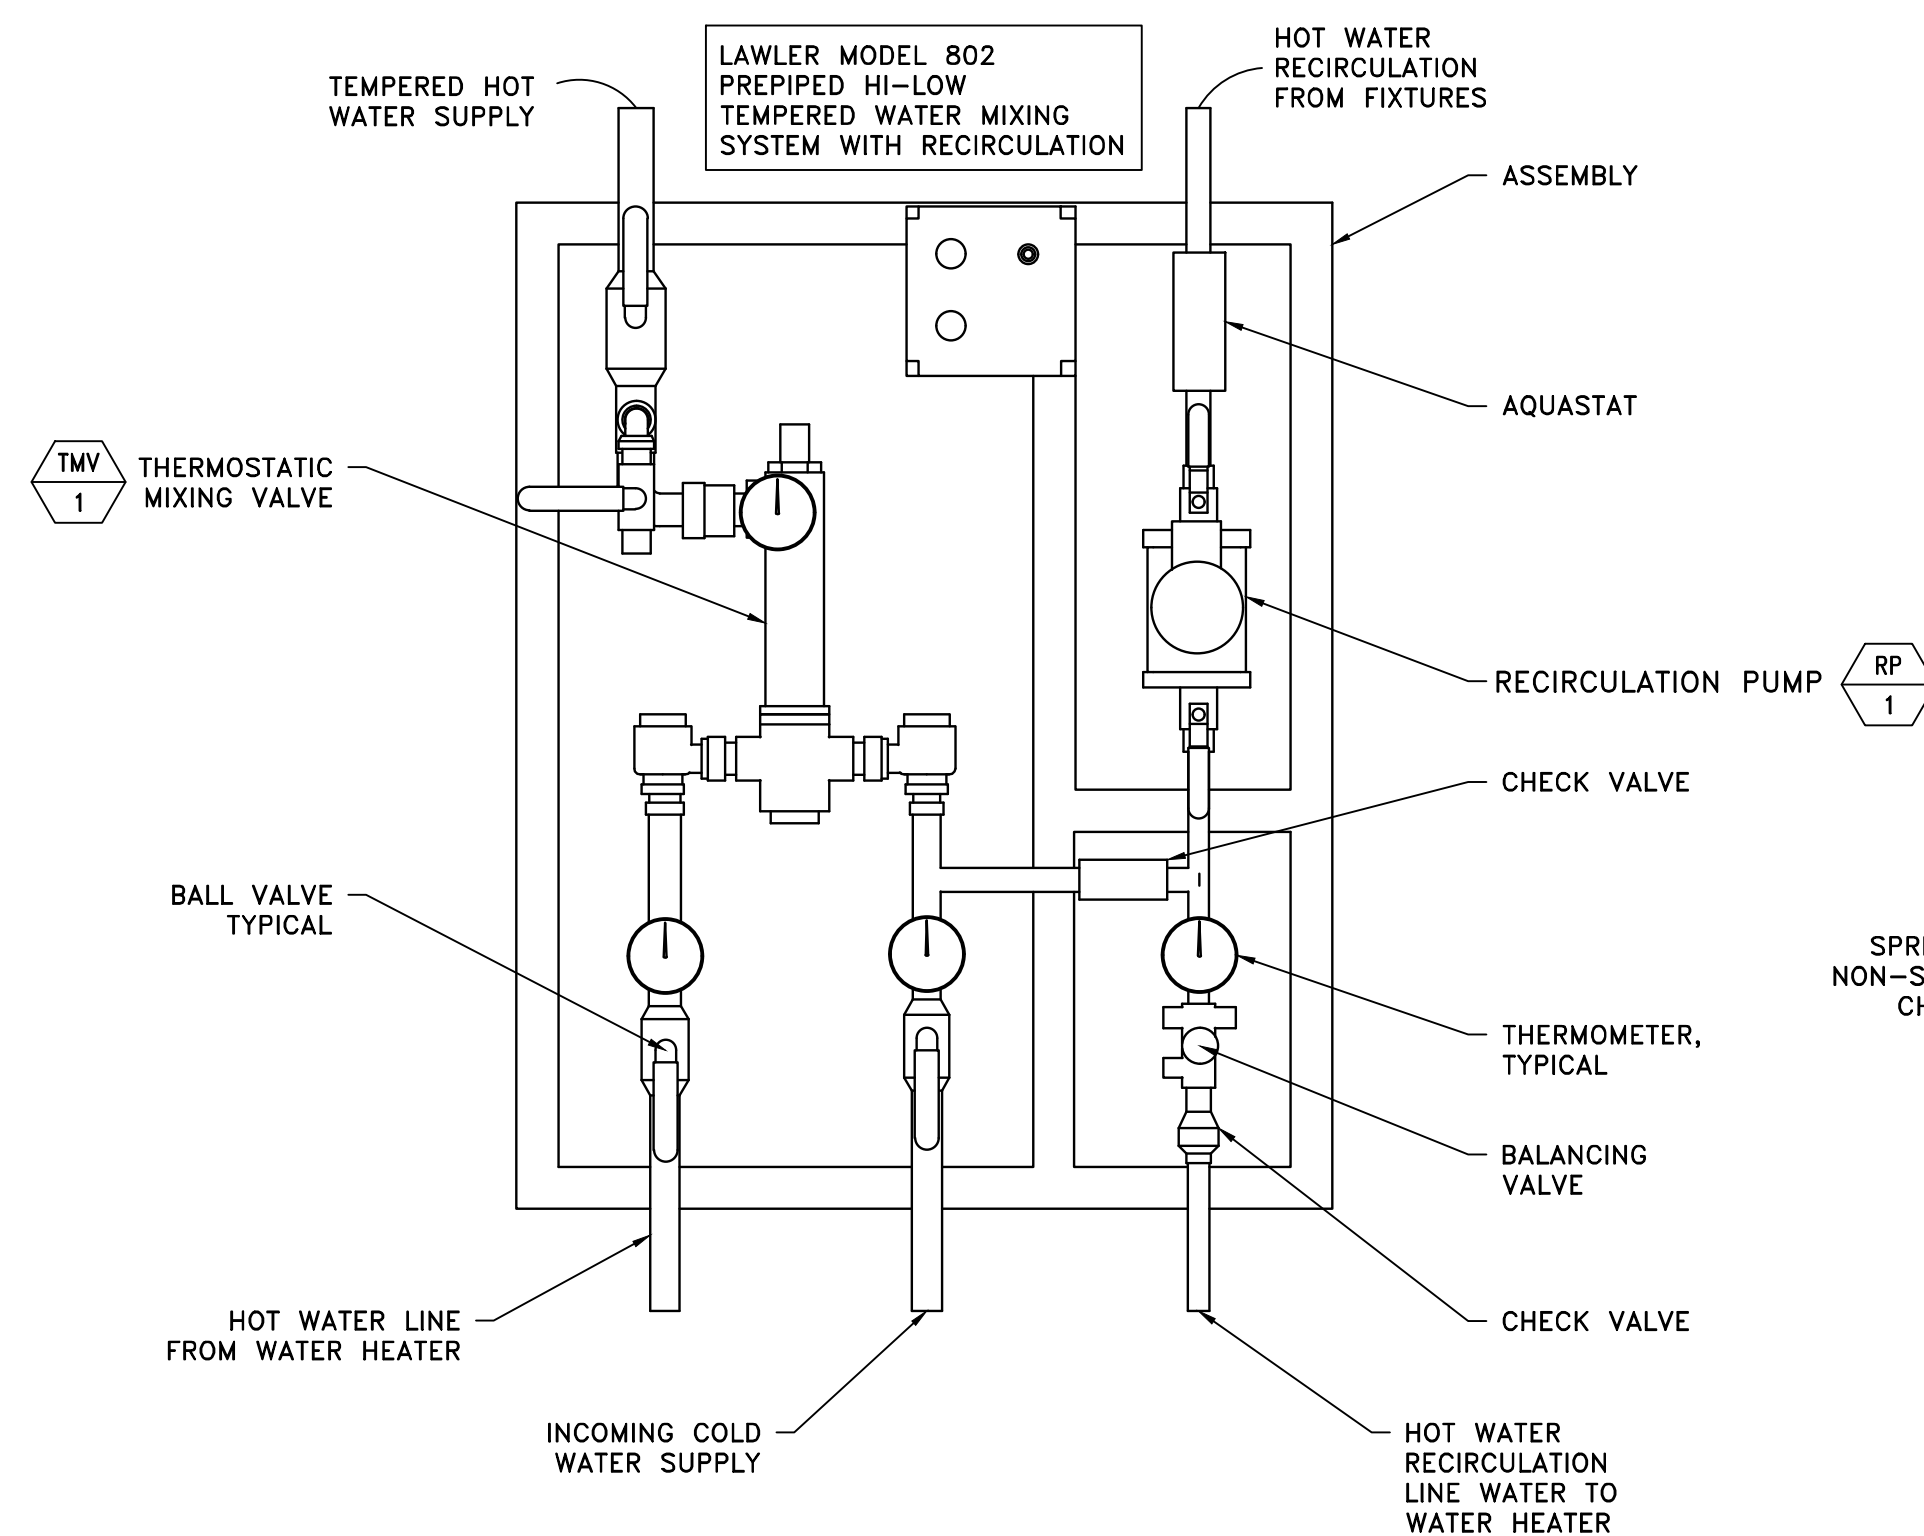 LAWLER MODEL 802
PREPIPED HI-LOW
TEMPERED WATER MIXING
SYSTEM WITH RECIRCULATION
TEMPERED HOT
WATER SUPPLY
HOT WATER
RECIRCULATION
FROM FIXTURES
ASSEMBLY
AQUASTAT
TMV
1
THERMOSTATIC
MIXING VALVE
RECIRCULATION PUMP
RP
1
CHECK VALVE
BALL VALVE
TYPICAL
THERMOMETER,
TYPICAL
BALANCING
VALVE
CHECK VALVE
HOT WATER LINE
FROM WATER HEATER
INCOMING COLD
WATER SUPPLY
HOT WATER
RECIRCULATION
LINE WATER TO
WATER HEATER